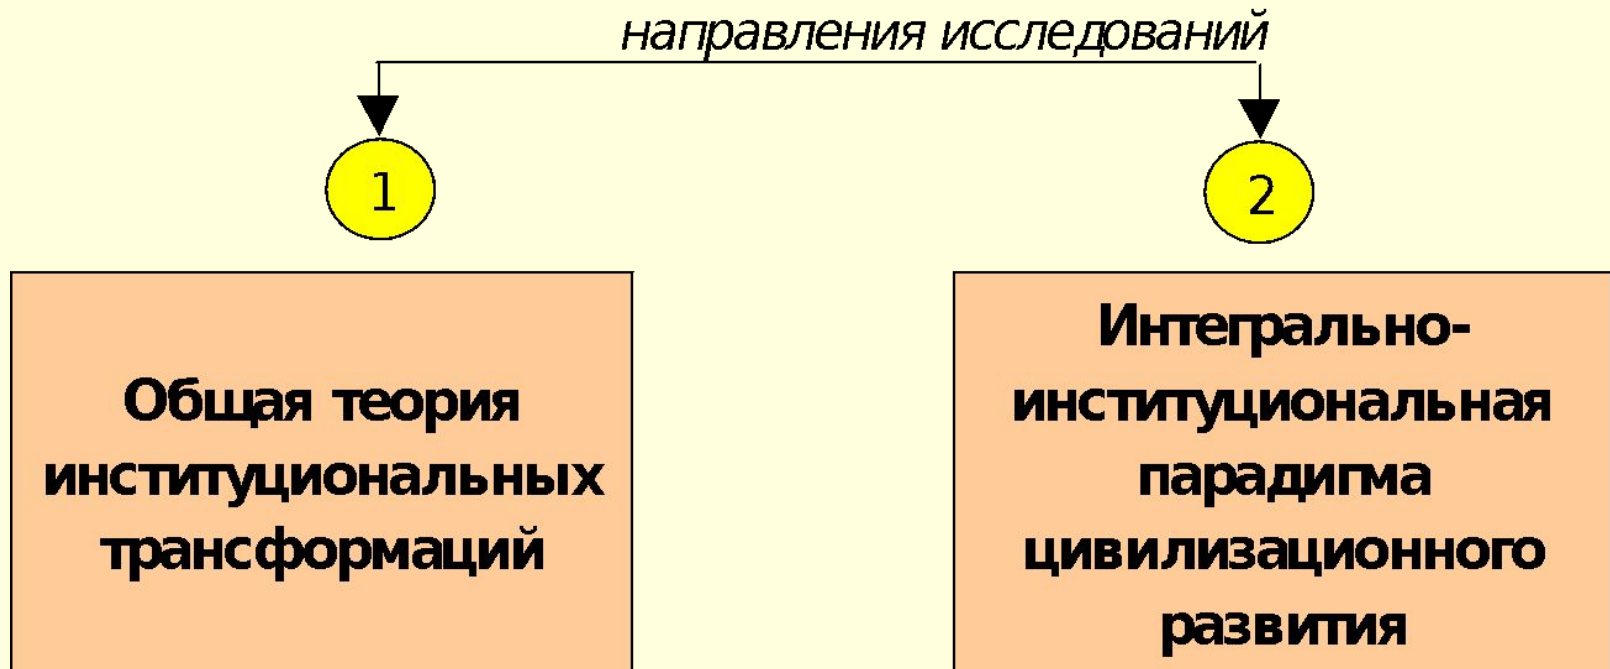 направления исследований
1
2
Общая теория
институциональных
трансформаций
Интегрально-
институциональная
парадигма
цивилизационного
развития